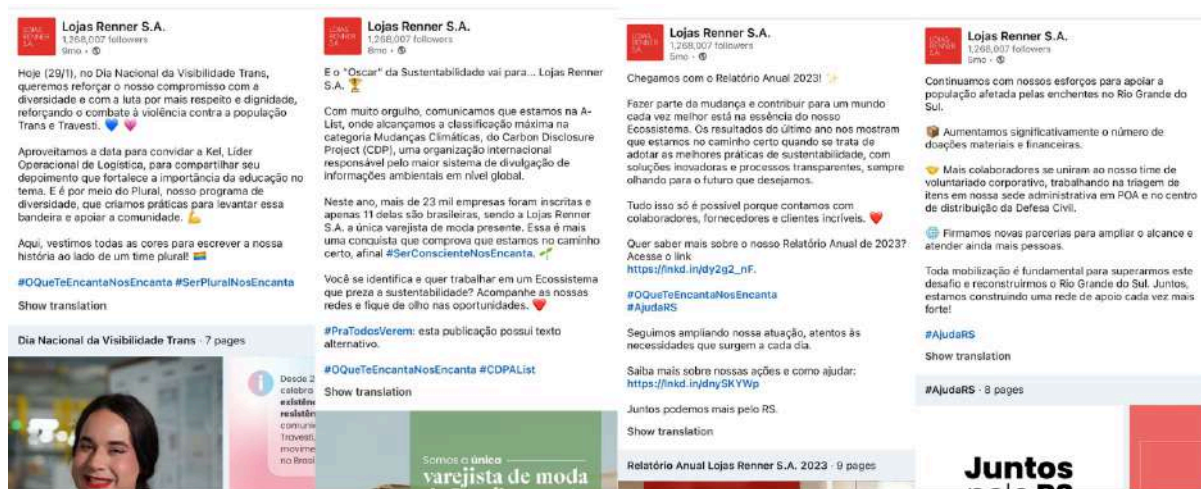 Lojas Renner S.A.
1,268,007 followers
9mo •
Hoje (29/1), no Dia Nacional da Visibilidade Trans,
queremos reforçar o nosso compromisso com a
diversidade e com a luta por mais respeito e dignidade,
reforçando o combate à violência contra a população
Trans e Travesti. 💙 💗
Aproveitamos a data para convidar a Kel, Líder
Operacional de Logística, para compartilhar seu
depoimento que fortalece a importância da educação no
tema. E é por meio do Plural, nosso programa de
diversidade, que criamos práticas para levantar essa
bandeira e apoiar a comunidade. 💪
Aqui, vestimos todas as cores para escrever a nossa
história ao lado de um time plural! 🏳️‍🌈
#OQueTeEncantaNosEncanta #SerPluralNosEncanta
Show translation
Dia Nacional da Visibilidade Trans · 7 pages
Desde 2
celebra
existênc
resistên
comuni
Travesti,
movime
no Brasi
Lojas Renner S.A.
1,268,007 followers
8mo •
E o "Oscar" da Sustentabilidade vai para... Lojas Renner
S.A. 🏆
Com muito orgulho, comunicamos que estamos na A-
List, onde alcançamos a classificação máxima na
categoria Mudanças Climáticas, do Carbon Disclosure
Project (CDP), uma organização internacional
responsável pelo maior sistema de divulgação de
informações ambientais em nível global.
Neste ano, mais de 23 mil empresas foram inscritas e
apenas 11 delas são brasileiras, sendo a Lojas Renner
S.A. a única varejista de moda presente. Essa é mais
uma conquista que comprova que estamos no caminho
certo, afinal #SerConscienteNosEncanta. 🌱
Você se identifica e quer trabalhar em um Ecossistema
que preza a sustentabilidade? Acompanhe as nossas
redes e fique de olho nas oportunidades. ❤️
#PraTodosVerem: esta publicação possui texto
alternativo.
#OQueTeEncantaNosEncanta #CDPAList
Show translation
Somos a única
varejista de moda
Lojas Renner S.A.
1,268,007 followers
5mo •
Chegamos com o Relatório Anual 2023! ✨
Fazer parte da mudança e contribuir para um mundo
cada vez melhor está na essência do nosso
Ecossistema. Os resultados do último ano nos mostram
que estamos no caminho certo quando se trata de
adotar as melhores práticas de sustentabilidade, com
soluções inovadoras e processos transparentes, sempre
olhando para o futuro que desejamos.
Tudo isso só é possível porque contamos com
colaboradores, fornecedores e clientes incríveis. ❤️
Quer saber mais sobre o nosso Relatório Anual de 2023?
Acesse o link
https://lnkd.in/dy2g2_nF.
#OQueTeEncantaNosEncanta
#AjudaRS
Seguimos ampliando nossa atuação, atentos às
necessidades que surgem a cada dia.
Saiba mais sobre nossas ações e como ajudar:
https://lnkd.in/dnySKYWp
Juntos podemos mais pelo RS.
Show translation
Relatório Anual Lojas Renner S.A. 2023 · 9 pages
Lojas Renner S.A.
1,268,007 followers
5mo •
Continuamos com nossos esforços para apoiar a
população afetada pelas enchentes no Rio Grande do
Sul.
📦 Aumentamos significativamente o número de
doações materiais e financeiras.
🤝 Mais colaboradores se uniram ao nosso time de
voluntariado corporativo, trabalhando na triagem de
itens em nossa sede administrativa em POA e no centro
de distribuição da Defesa Civil.
🌐 Firmamos novas parcerias para ampliar o alcance e
atender ainda mais pessoas.
Toda mobilização é fundamental para superarmos este
desafio e reconstruirmos o Rio Grande do Sul. Juntos,
estamos construindo uma rede de apoio cada vez mais
forte!
#AjudaRS
Show translation
#AjudaRS · 8 pages
Juntos
pelo RS